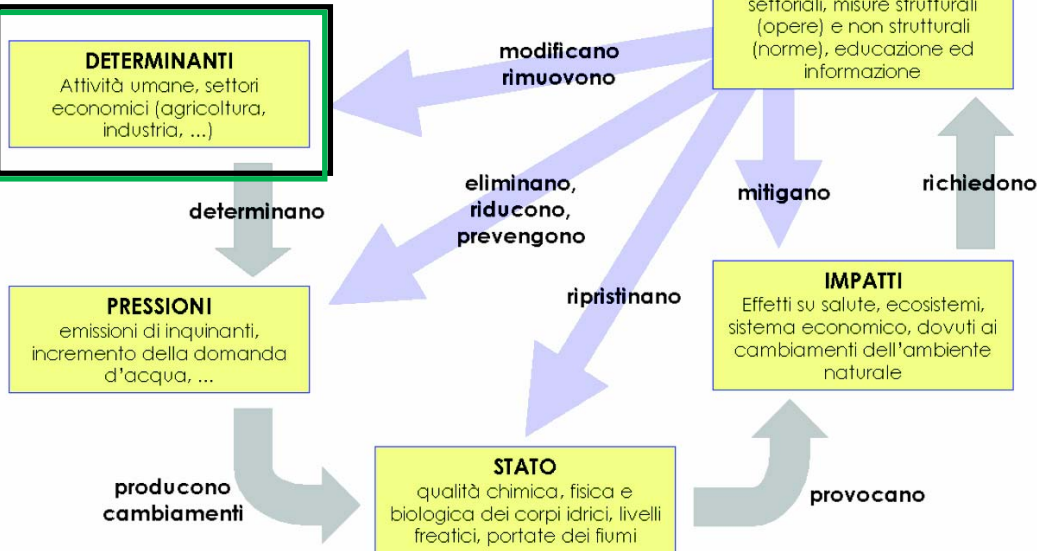 settoriali, misure strutturali
(opere) e non strutturali
(norme), educazione ed
informazione
DETERMINANTI
Attività umane, settori
economici (agricoltura,
industria, ...)
modificano
rimuovono
determinano
eliminano,
riducono,
prevengono
mitigano
richiedono
PRESSIONI
emissioni di inquinanti,
incremento della domanda
d'acqua, ...
ripristinano
IMPATTI
Effetti su salute, ecosistemi,
sistema economico, dovuti ai
cambiamenti dell'ambiente
naturale
producono
cambiamenti
STATO
qualità chimica, fisica e
biologica dei corpi idrici, livelli
freatici, portate dei fiumi
provocano